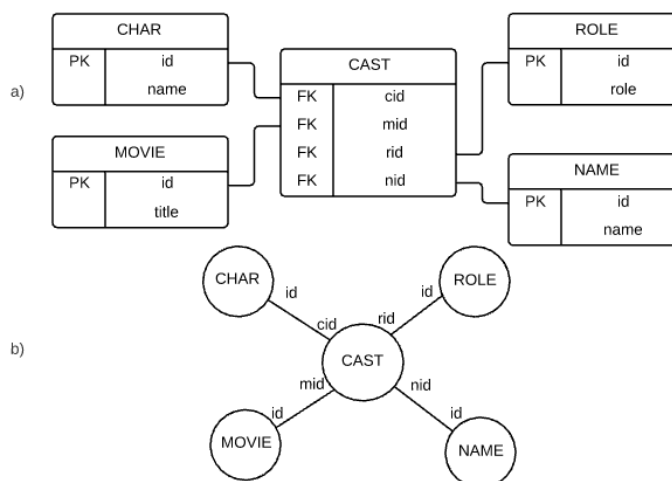 a)
CHAR
PK id
name
MOVIE
PK id
title
CAST
FK cid
FK mid
FK rid
FK nid
ROLE
PK id
role
NAME
PK id
name
b)
CHAR
id
cid
ROLE
id
rid
CAST
mid
id
MOVIE
nid
id
NAME